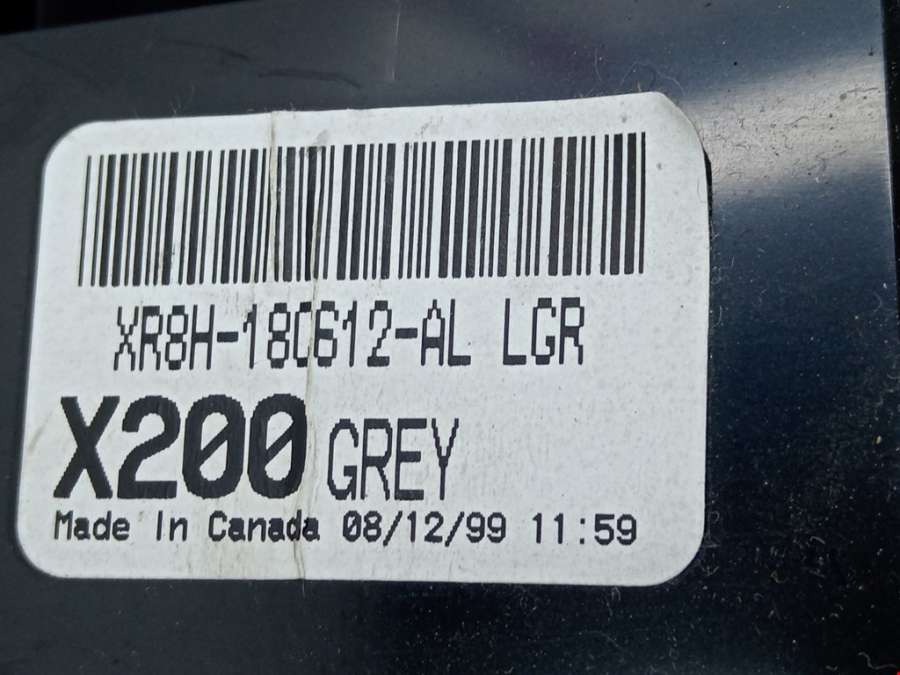 XR8H-18C612-AL LGR
X200 GREY
Made In Canada 08/12/99 11:59